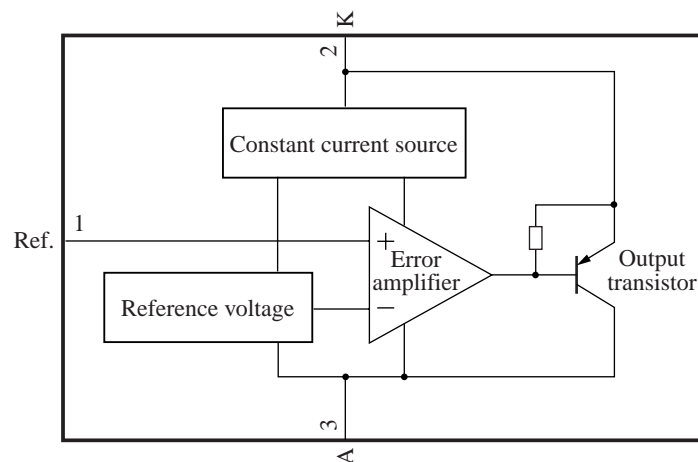 K
2
Constant current source
1
Ref.
+
Error
amplifier
Output
transistor
Reference voltage
−
3
A